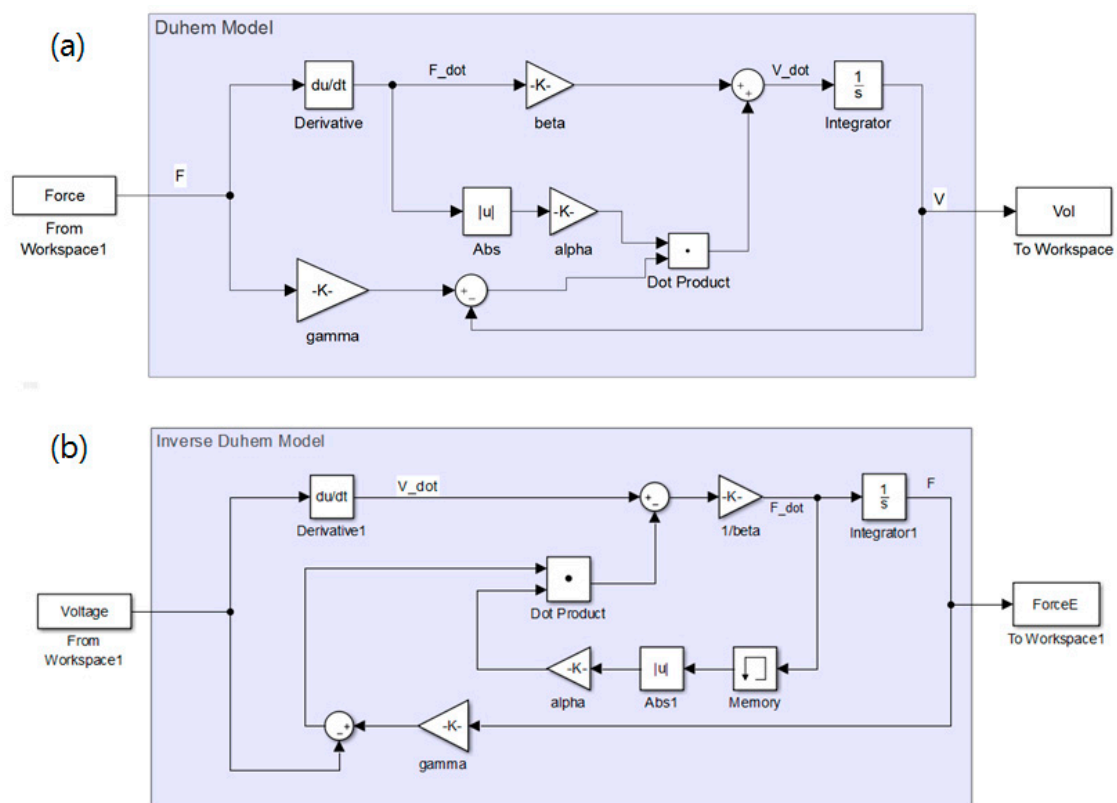 (a)
Duhem Model
du/dt
Derivative
F_dot
-K-
beta
+
+
V_dot
1
s
Integrator
F
Force
From
Workspace1
|u|
Abs
-K-
alpha
Dot Product
V
Vol
To Workspace
-K-
gamma
+
-
(b)
Inverse Duhem Model
du/dt
Derivative1
V_dot
+
-
-K-
1/beta
F_dot
1
s
Integrator1
F
Dot Product
Voltage
From
Workspace1
ForceE
To Workspace1
-K-
alpha
|u|
Abs1
Memory
-
+
-K-
gamma